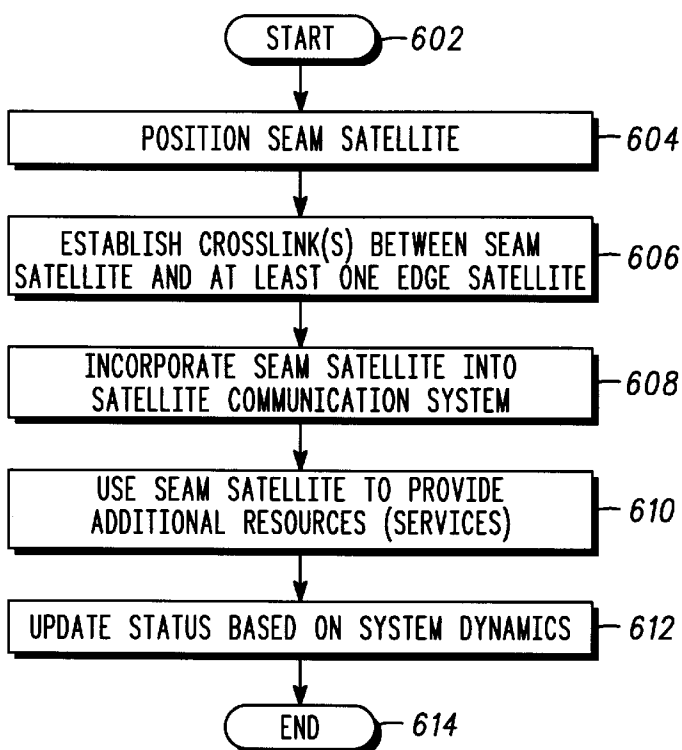 START
602
POSITION SEAM SATELLITE
604
ESTABLISH CROSSLINK(S) BETWEEN SEAM
SATELLITE AND AT LEAST ONE EDGE SATELLITE
606
INCORPORATE SEAM SATELLITE INTO
SATELLITE COMMUNICATION SYSTEM
608
USE SEAM SATELLITE TO PROVIDE
ADDITIONAL RESOURCES (SERVICES)
610
UPDATE STATUS BASED ON SYSTEM DYNAMICS
612
END
614